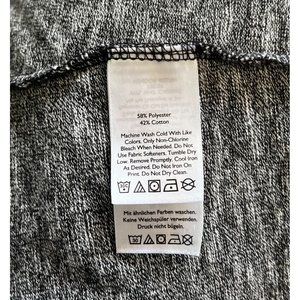 58% Polyester
42% Cotton
Machine Wash Cold With Like
Colors. Only Non-Chlorine
Bleach When Needed. Do Not
Use Fabric Softeners. Tumble Dry
Low. Remove Promptly. Cool Iron
As Desired. Do Not Iron On
Print. Do Not Dry Clean.
Mit ähnlichen Farben waschen.
Keine Weichspüler verwenden.
Druck nicht bügeln.